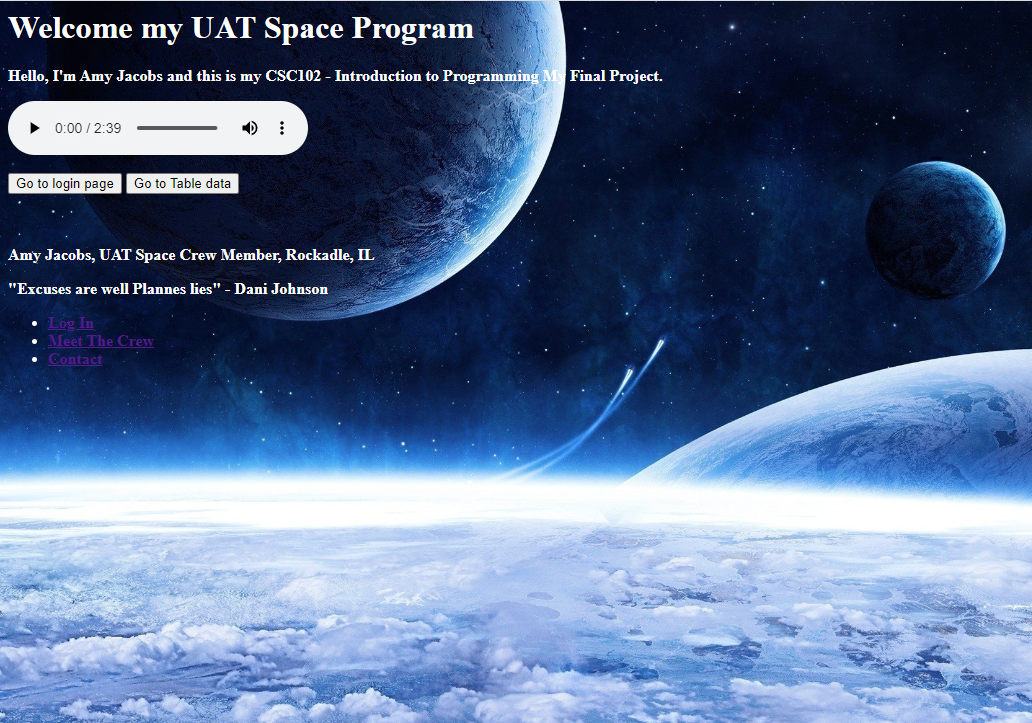 Welcome my UAT Space Program
Hello, I'm Amy Jacobs and this is my CSC102 - Introduction to Programming My Final Project.
0:00 / 2:39
Go to login page Go to Table data
Amy Jacobs, UAT Space Crew Member, Rockadle, IL
"Excuses are well Plannes lies" - Dani Johnson
Log In
Meet The Crew
Contact